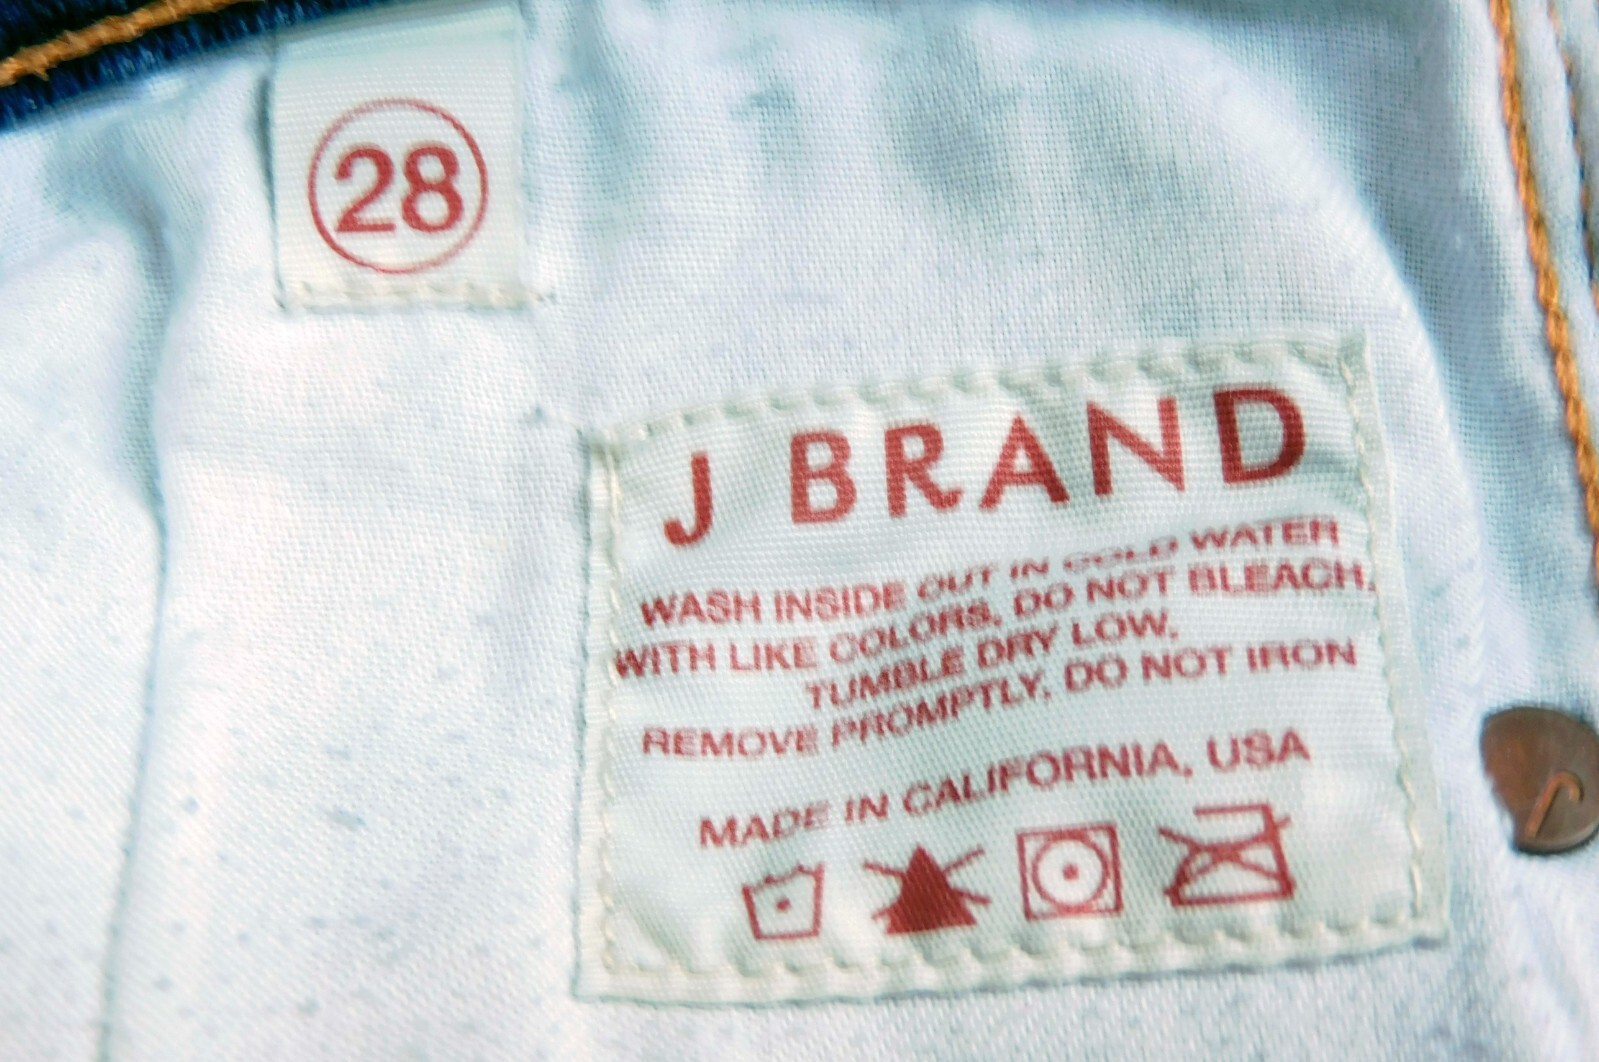 28
J BRAND
WASH INSIDE OUT IN COLD WATER
WITH LIKE COLORS, DO NOT BLEACH.
TUMBLE DRY LOW.
REMOVE PROMPTLY. DO NOT IRON
MADE IN CALIFORNIA, USA